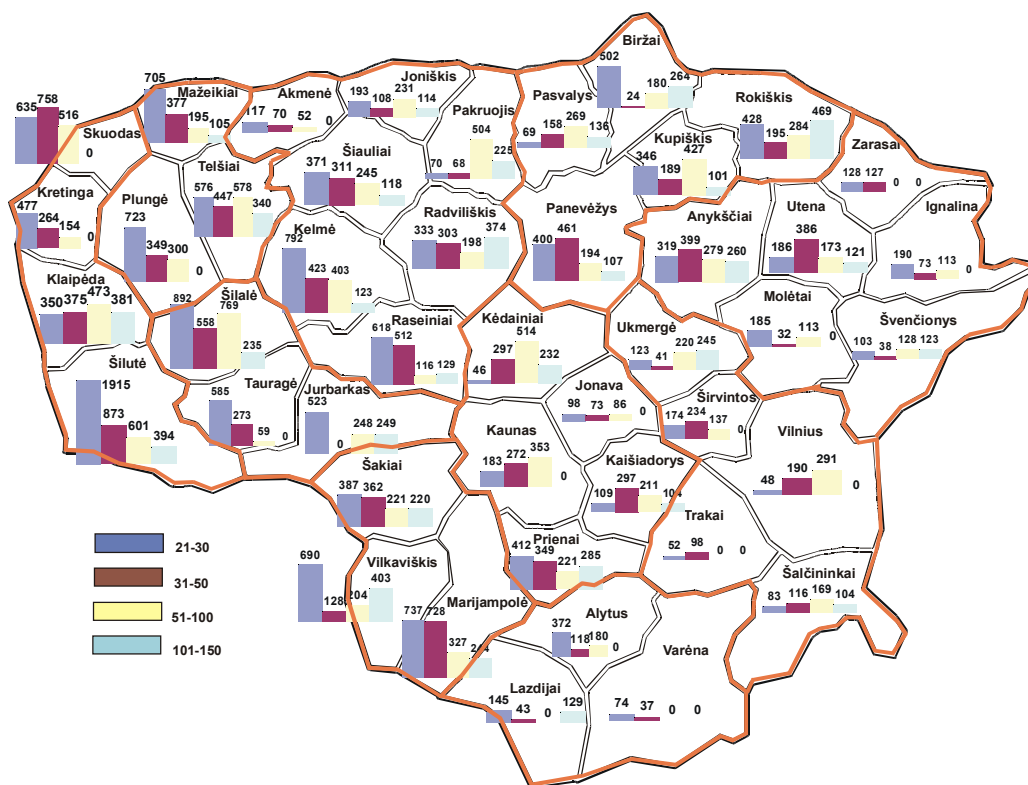 Biržai
502 24 180 264
Mažeikiai
705 377 195 105
Akmenė
117 70 52 0
Joniškis
193 108 231 114
Pakruojis
70 68 504 225
Pasvalys
69 158 269 136
Rokiškis
428 195 284 469
Kupiškis
346 189 427 101
Zarasai
128 127 0 0
Skuodas
635 758 516 0
Telšiai
576 447 578 340
Šiauliai
371 311 245 118
Kretinga
477 264 154 0
Plungė
723 349 300 0
Kelmė
792 423 403 123
Radviliškis
333 303 198 374
Panevėžys
400 461 194 107
Anykščiai
319 399 279 260
Utena
186 386 173 121
Ignalina
190 73 113 0
Klaipėda
350 375 473 381
Šilalė
892 558 769 235
Raseiniai
618 512 116 129
Kėdainiai
46 297 514 232
Ukmergė
123 41 220 245
Molėtai
185 32 113 0
Švenčionys
103 38 128 123
Šilutė
1915 873 601 394
Tauragė
585 273 59 0
Jurbarkas
523 0 248 249
Jonava
98 73 86 0
Širvintos
174 234 137 0
Vilnius
48 190 291 0
Kaunas
183 272 353 0
Kaišiadorys
109 297 211 104
Šakiai
387 362 221 220
Trakai
52 98 0 0
Prienai
412 349 221 285
Vilkaviškis
690 128 204 403
Šalčininkai
83 116 169 104
Marijampolė
737 728 327
Alytus
372 118 180 0
Varėna
74 37 0 0
Lazdijai
145 43 0 129
21-30
31-50
51-100
101-150